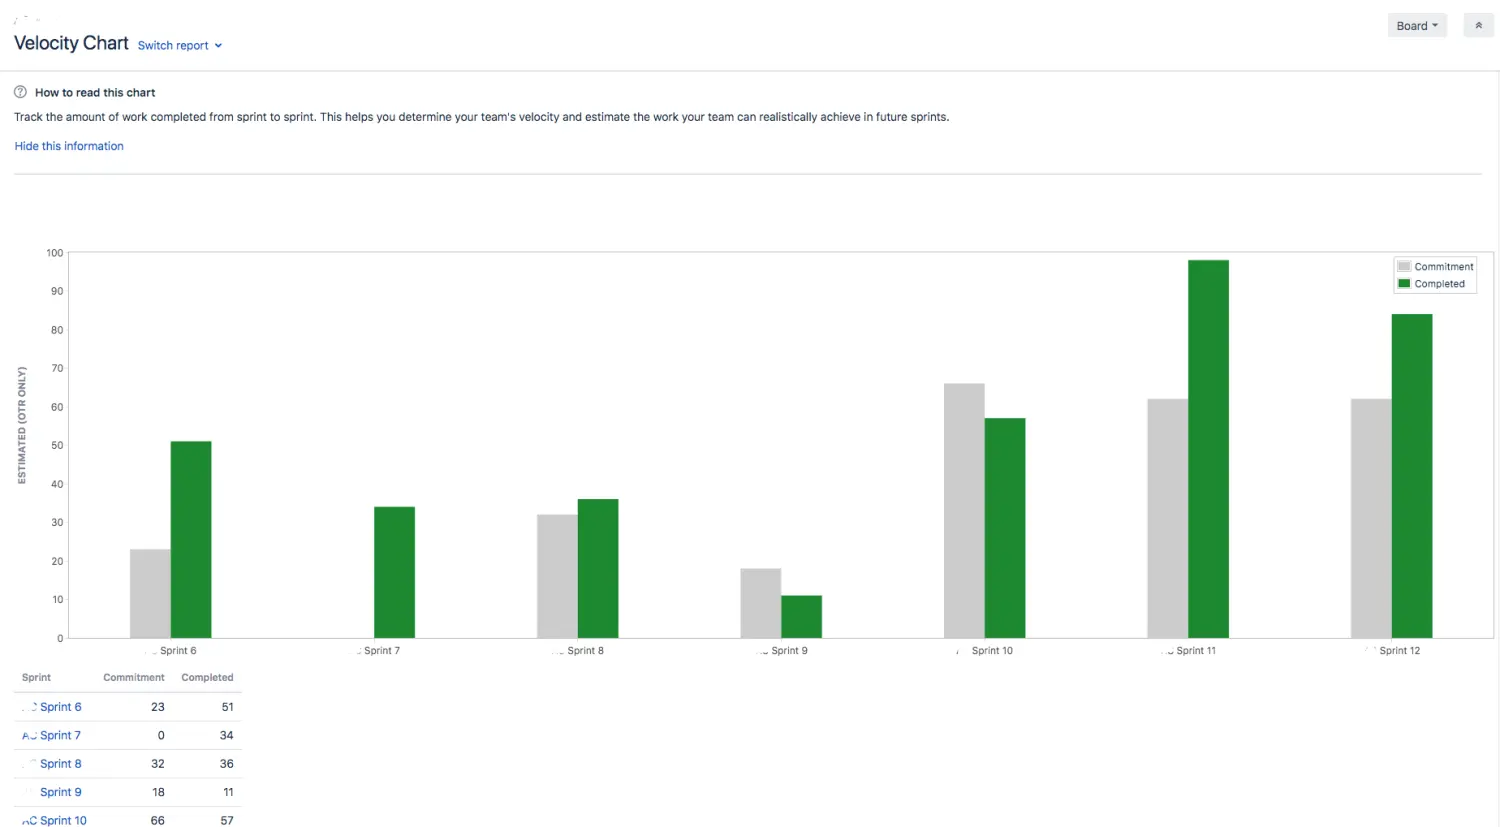 Velocity Chart Switch report
Board
How to read this chart
Track the amount of work completed from sprint to sprint. This helps you determine your team's velocity and estimate the work your team can realistically achieve in future sprints.
Hide this information
100
90
80
70
60
50
40
30
20
10
0
ESTIMATED (OTR ONLY)
Commitment
Completed
Sprint 6 Sprint 7 Sprint 8 Sprint 9 Sprint 10 Sprint 11 Sprint 12
Sprint Commitment Completed
Sprint 6 23 51
Sprint 7 0 34
Sprint 8 32 36
Sprint 9 18 11
AC Sprint 10 66 57